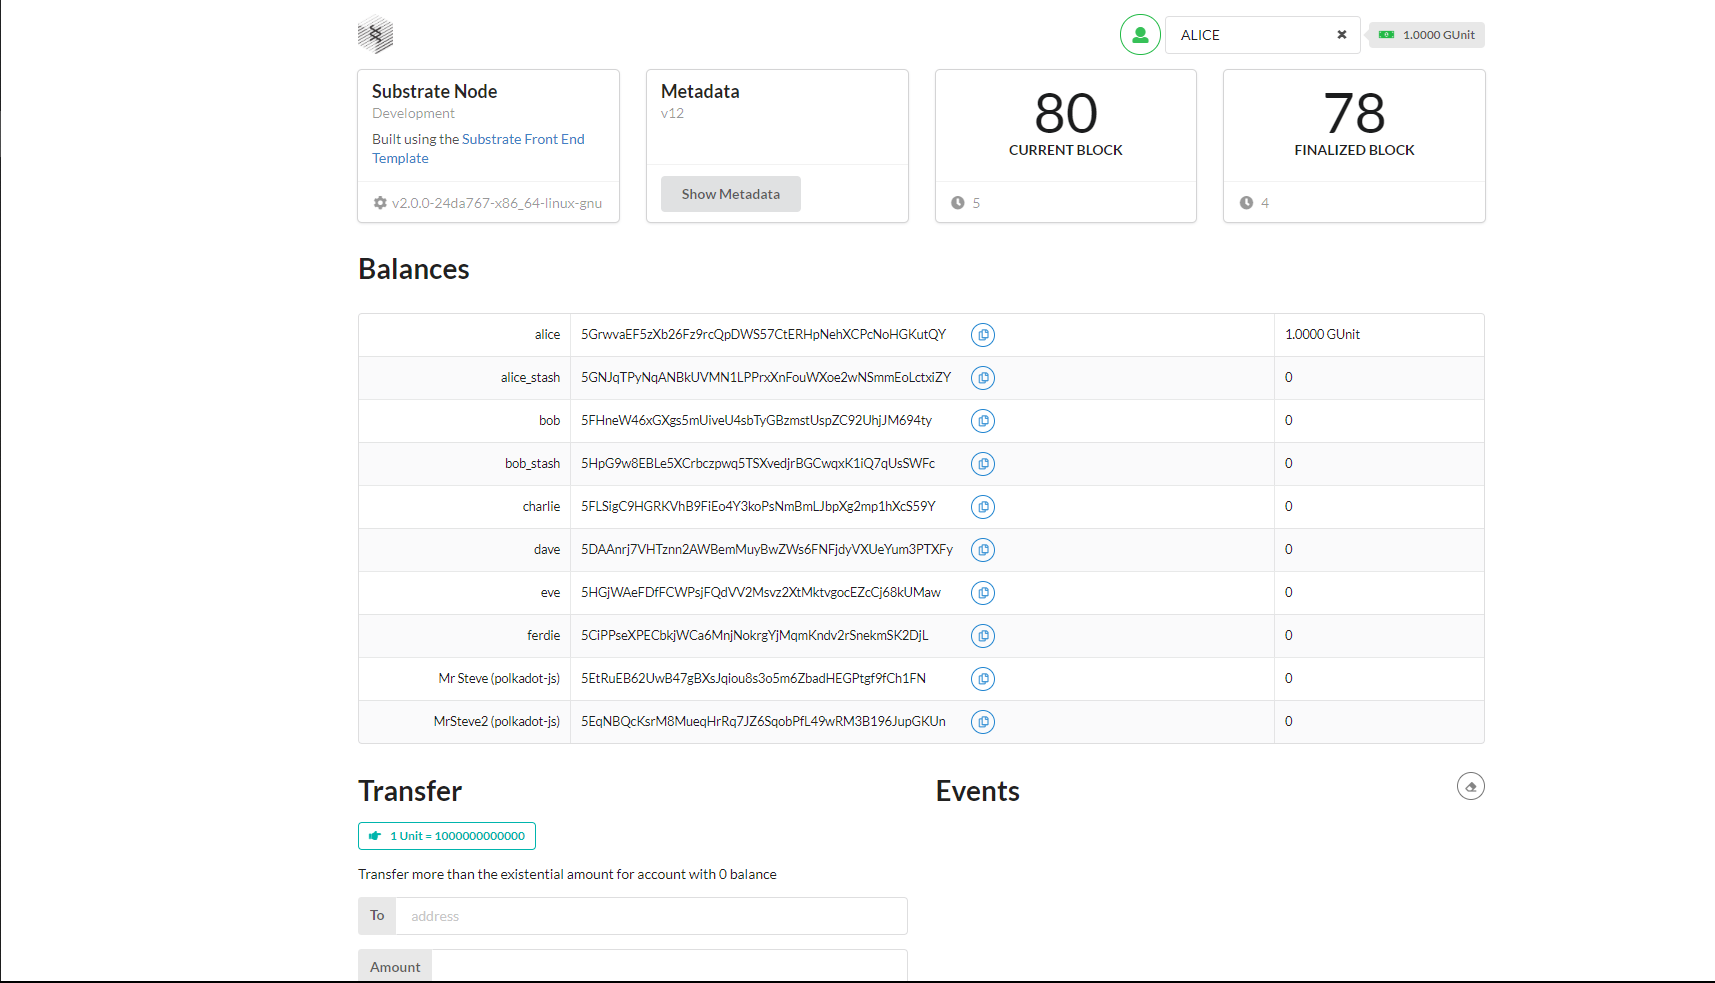 ALICE
1.0000 GUnit
Substrate Node
Development
Built using the Substrate Front End
Template
v2.0.0-24da767-x86_64-linux-gnu
Metadata
v12
Show Metadata
80
CURRENT BLOCK
5
78
FINALIZED BLOCK
4
Balances
alice 5GrwvaEF5zXb26Fz9rcQpDWS57CtERHpNehXCPcNoHGKutQY 1.0000 GUnit
alice_stash 5GNJqTPyNqANBkUVMN1LPPrxXnFouWXoe2wNSmmEoLctxiZY 0
bob 5FHneW46xGXgs5mUiveU4sbTyGBzmstUspZC92UhjJM694ty 0
bob_stash 5HpG9w8EBLe5XCrbczpwq5TSXvedjrBGCwqxK1iQ7qUsSWFc 0
charlie 5FLSigC9HGRKVhB9FiEo4Y3koPsNmBmLJbpXg2mp1hXcS59Y 0
dave 5DAAnrj7VHTznn2AWBemMuyBwZWs6FNFjdyVXUeYum3PTXFy 0
eve 5HGjWAeFDfFCWPsjFQdVV2Msvz2XtMktvgocEZcCj68kUMaw 0
ferdie 5CiPPseXPECbkjWCa6MnjNokrgYjMqmKndv2rSnekmSK2DjL 0
Mr Steve (polkadot-js) 5EtRuEB62UwB47gBXsJqiou8s3o5m6ZbadHEGPtgf9fCh1FN 0
MrSteve2 (polkadot-js) 5EqNBQcKsrM8MueqHrRq7JZ6SqobPfL49wRM3B196JupGKUn 0
Transfer
1 Unit = 1000000000000
Transfer more than the existential amount for account with 0 balance
To address
Amount
Events